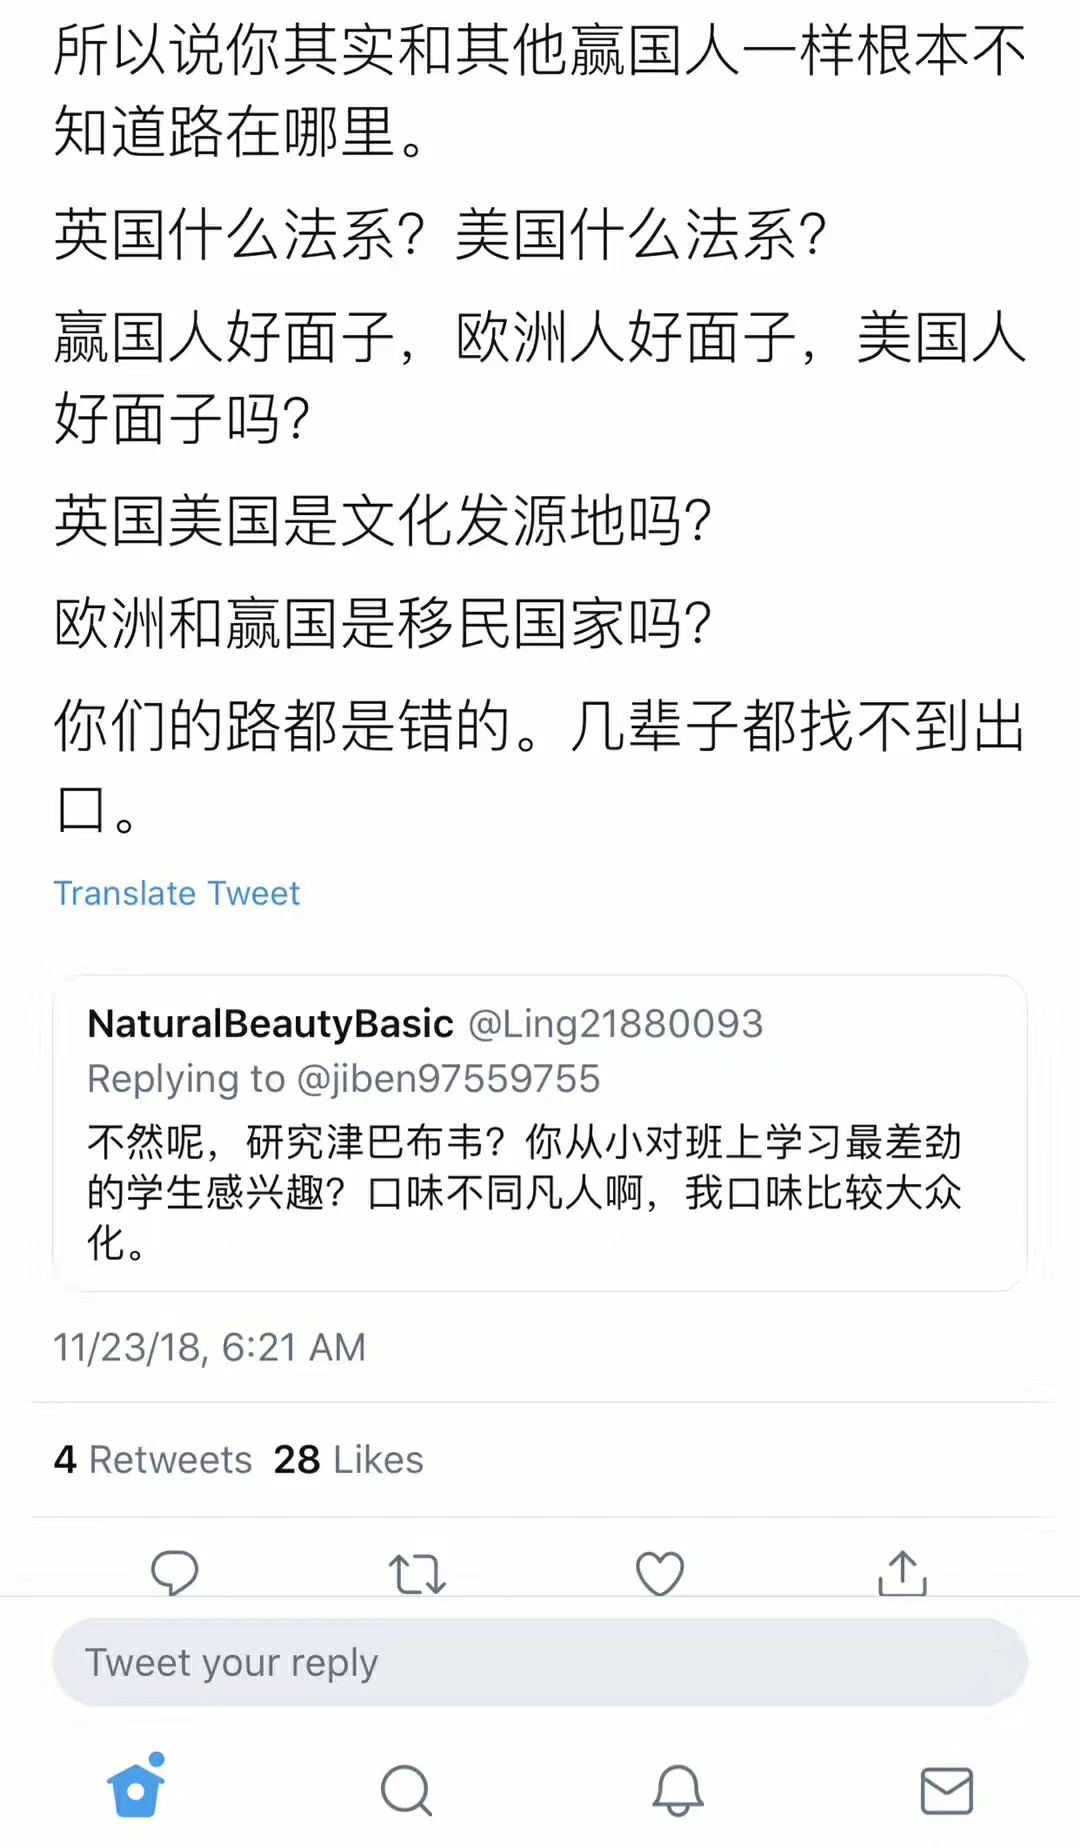 所以说你其实和其他赢国人一样根本不
知道路在哪里。
英国什么法系？美国什么法系？
赢国人好面子，欧洲人好面子，美国人
好面子吗？
英国美国是文化发源地吗？
欧洲和赢国是移民国家吗？
你们的路都是错的。几辈子都找不到出
口。
Translate Tweet
NaturalBeautyBasic @Ling21880093
Replying to @jiben97559755
不然呢，研究津巴布韦？你从小对班上学习最差劲
的学生感兴趣？口味不同凡人啊，我口味比较大众
化。
11/23/18, 6:21 AM
4 Retweets 28 Likes
Tweet your reply